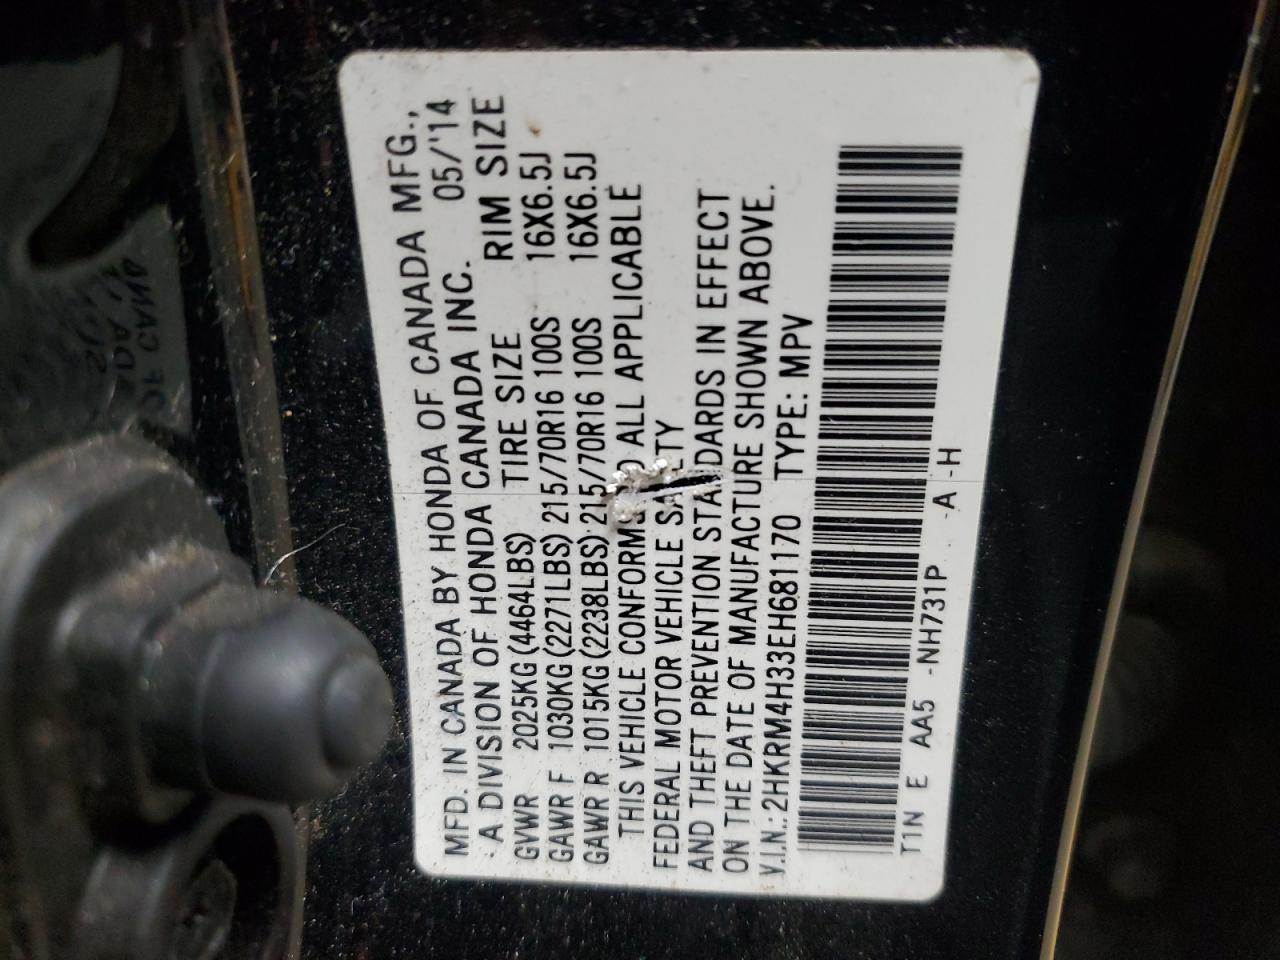 MFD. IN CANADA BY HONDA OF CANADA MFG.,
A DIVISION OF HONDA CANADA INC. 05/'14
TIRE SIZE RIM SIZE
GVWR 2025KG (4464LBS)
GAWR F 1030KG (2271LBS) 215/70R16 100S 16X6.5J
GAWR R 1015KG (2238LBS) 215/70R16 100S 16X6.5J
THIS VEHICLE CONFORMS ALL APPLICABLE
FEDERAL MOTOR VEHICLE SAFETY
AND THEFT PREVENTION STANDARDS IN EFFECT
ON THE DATE OF MANUFACTURE SHOWN ABOVE.
V.I.N.: 2HKRM4H33EH681170 TYPE: MPV
T1N E AA5 -NH731P -A -H